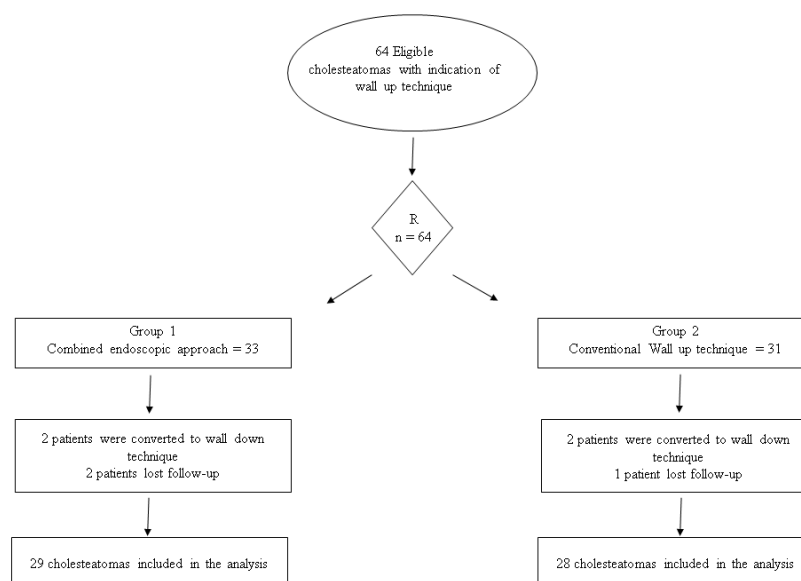 64 Eligible
cholesteatomas with indication of
wall up technique
R
n = 64
Group 1
Combined endoscopic approach = 33
Group 2
Conventional Wall up technique = 31
2 patients were converted to wall down
technique
2 patients lost follow-up
2 patients were converted to wall down
technique
1 patient lost follow-up
29 cholesteatomas included in the analysis
28 cholesteatomas included in the analysis